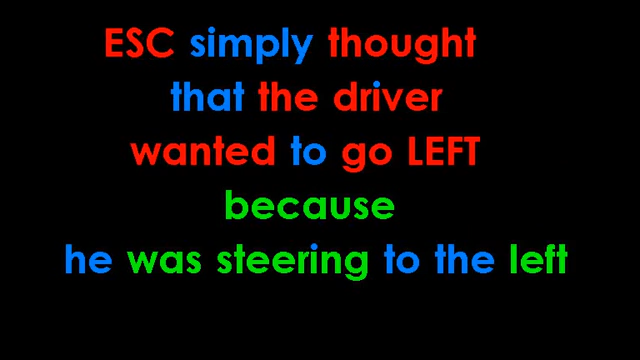 ESC simply thought
that the driver
wanted to go LEFT
because
he was steering to the left